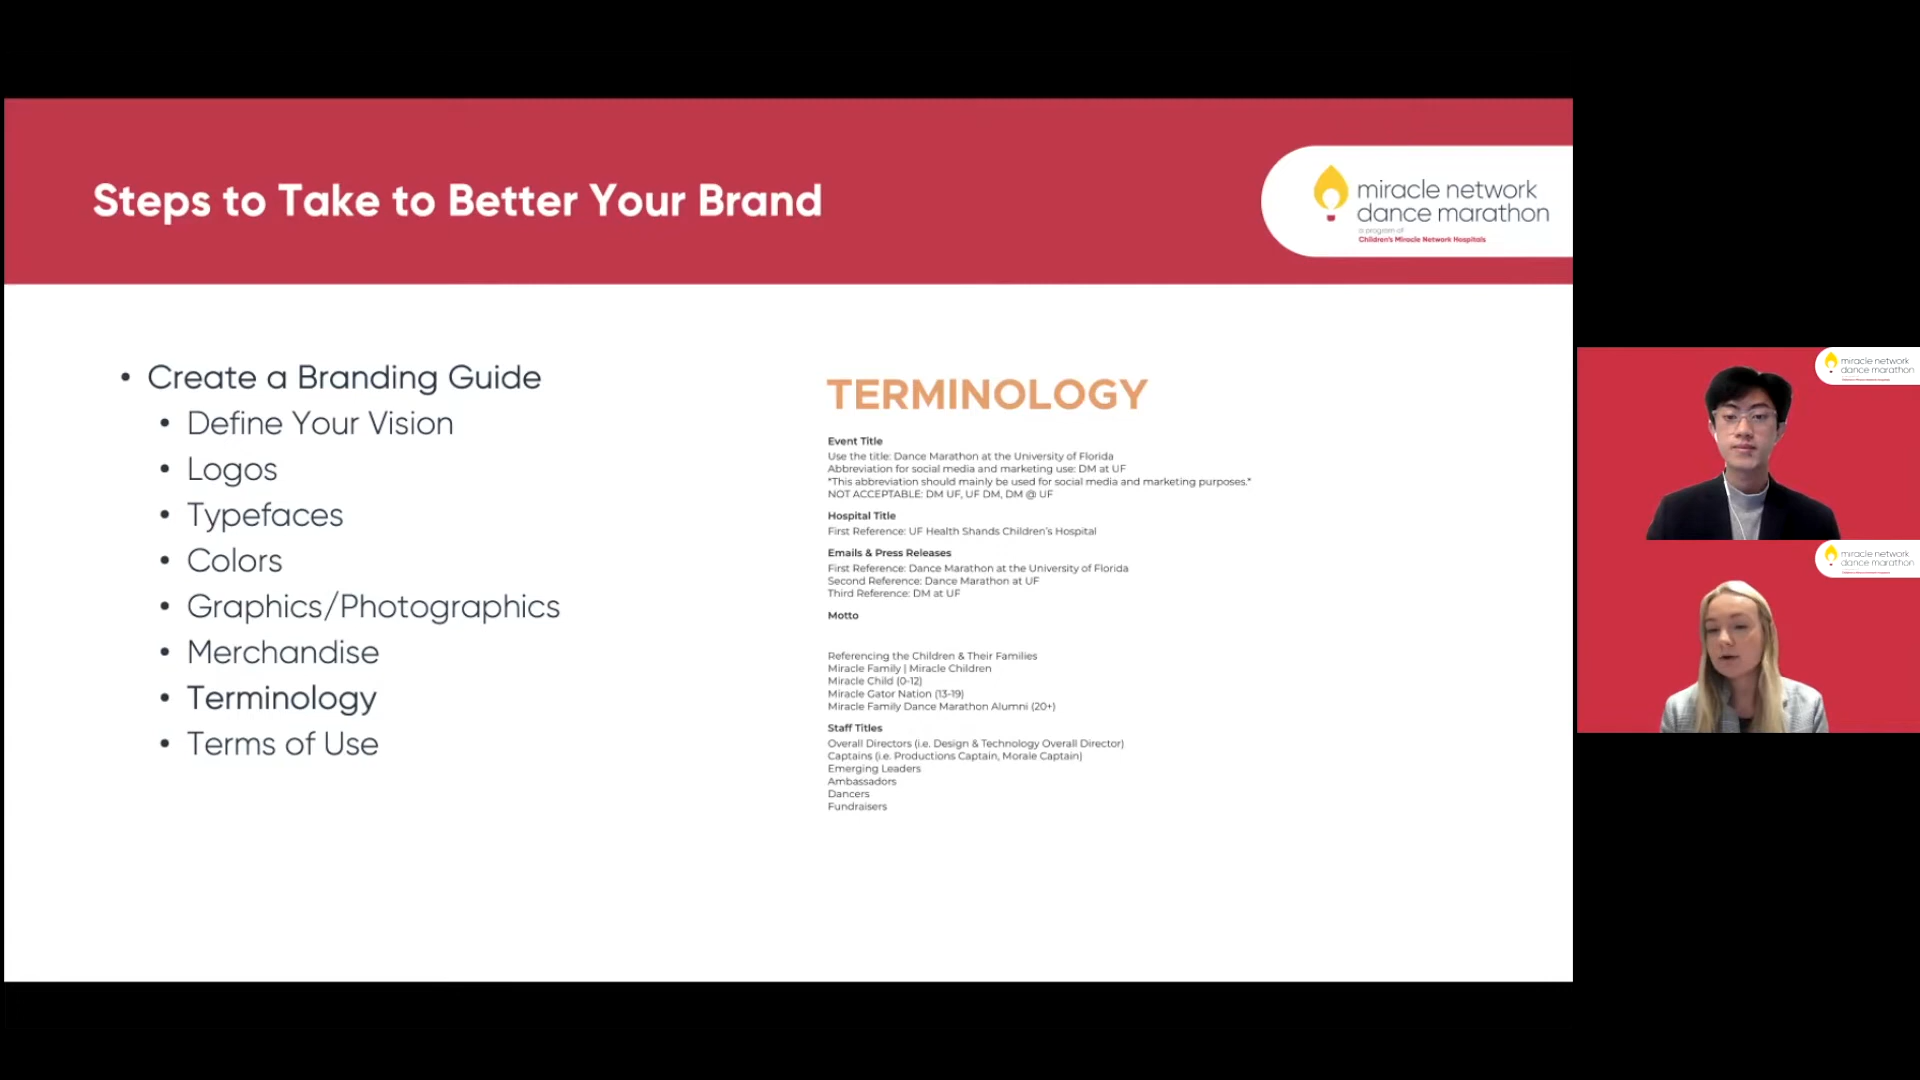 Steps to Take to Better Your Brand
miracle network
dance marathon
a program of
Children's Miracle Network Hospitals
• Create a Branding Guide
• Define Your Vision
• Logos
• Typefaces
• Colors
• Graphics/Photographics
• Merchandise
• Terminology
• Terms of Use
TERMINOLOGY
Event Title
Use the title: Dance Marathon at the University of Florida
Abbreviation for social media and marketing use: DM at UF
*This abbreviation should mainly be used for social media and marketing purposes.*
NOT ACCEPTABLE: DM UF, UF DM, DM @ UF
Hospital Title
First Reference: UF Health Shands Children's Hospital
Emails & Press Releases
First Reference: Dance Marathon at the University of Florida
Second Reference: Dance Marathon at UF
Third Reference: DM at UF
Motto
Referencing the Children & Their Families
Miracle Family | Miracle Children
Miracle Child (0-12)
Miracle Gator Nation (13-19)
Miracle Family Dance Marathon Alumni (20+)
Staff Titles
Overall Directors (i.e. Design & Technology Overall Director)
Captains (i.e. Productions Captain, Morale Captain)
Emerging Leaders
Ambassadors
Dancers
Fundraisers
miracle network
dance marathon
miracle network
dance marathon